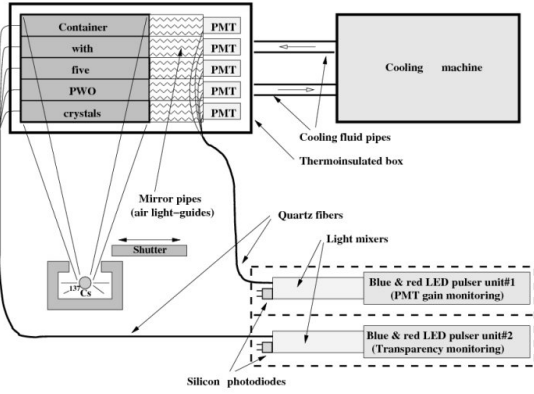 Container
PMT
with
PMT
five
PMT
PWO
PMT
crystals
PMT
Cooling machine
Cooling fluid pipes
Thermoinsulated box
Mirror pipes
(air light−guides)
Quartz fibers
Light mixers
Shutter
137
Cs
Blue & red LED pulser unit#1
(PMT gain monitoring)
Blue & red LED pulser unit#2
(Transparency monitoring)
Silicon photodiodes